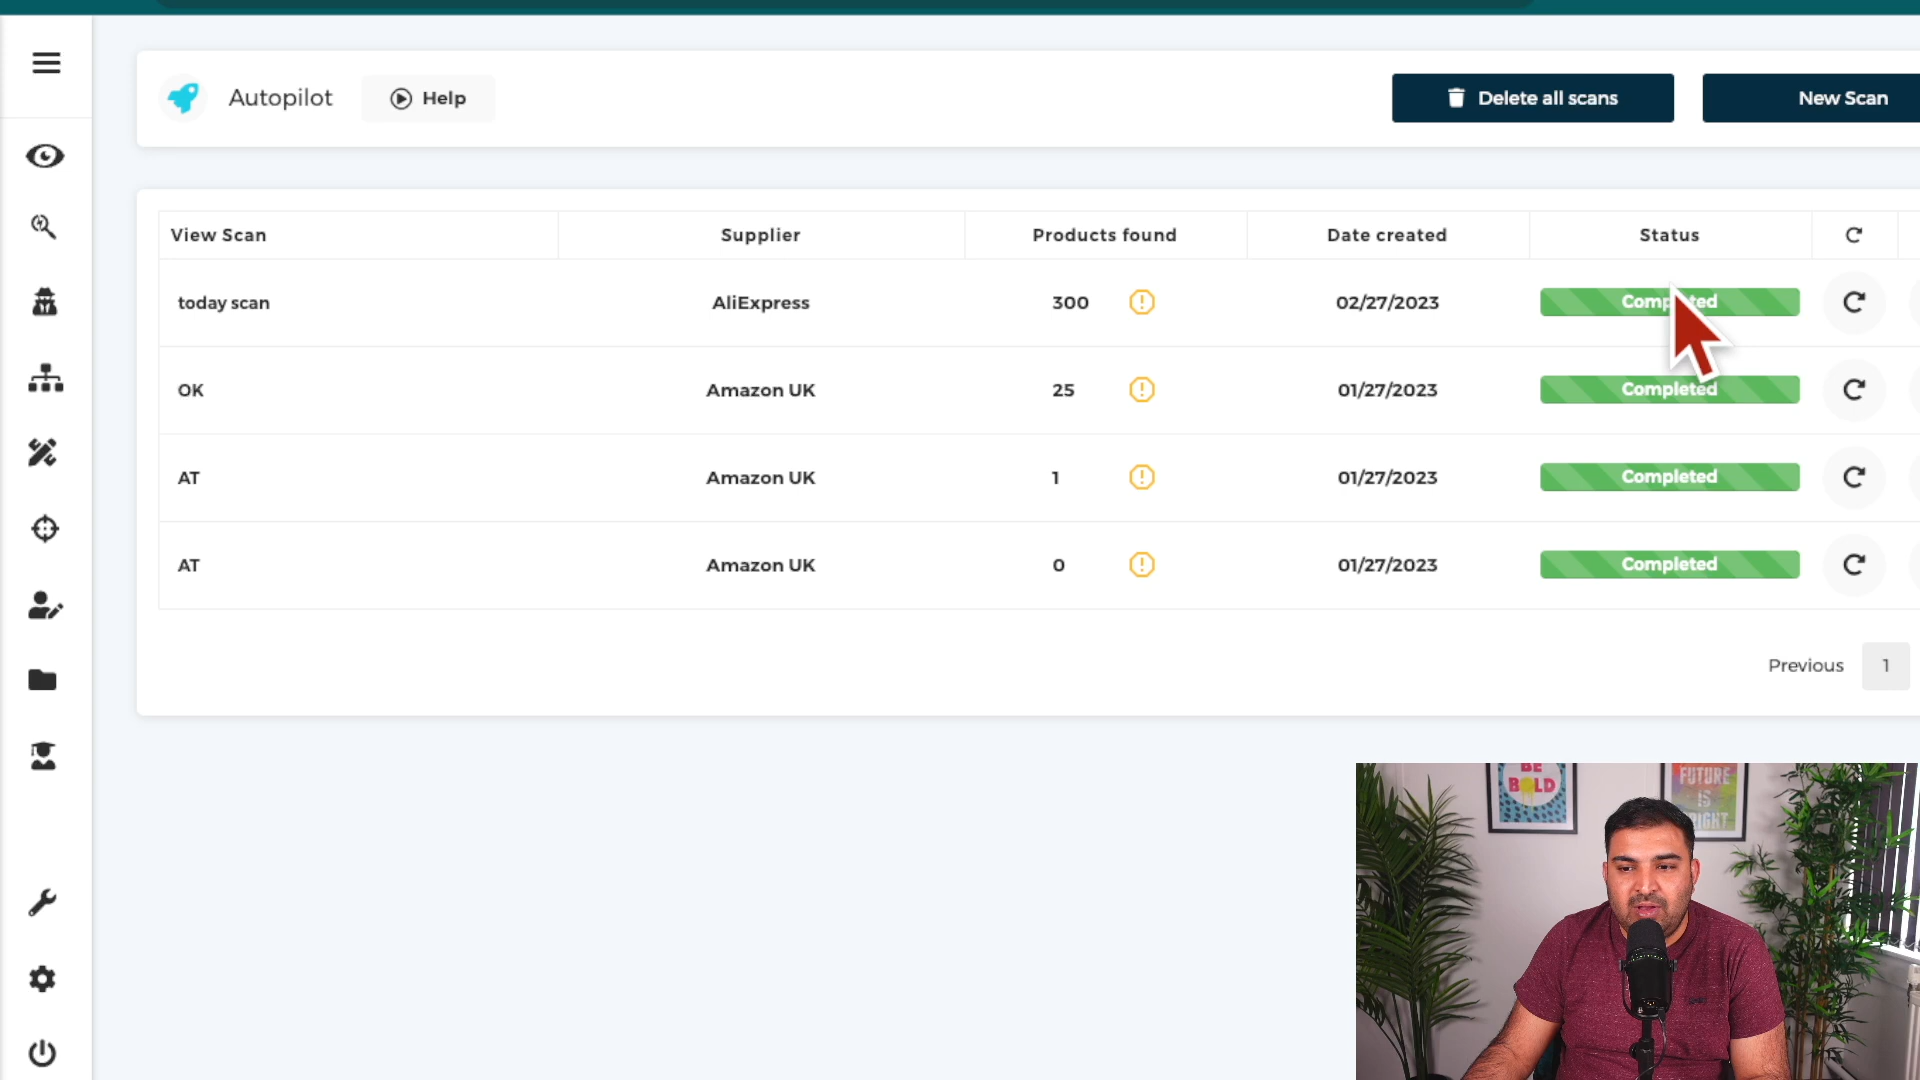 Autopilot
Help
Delete all scans
New Scan
View Scan Supplier Products found Date created Status
today scan AliExpress 300 02/27/2023 Completed
OK Amazon UK 25 01/27/2023 Completed
AT Amazon UK 1 01/27/2023 Completed
AT Amazon UK 0 01/27/2023 Completed
Previous 1
BE
BOLD
FUTURE
IS